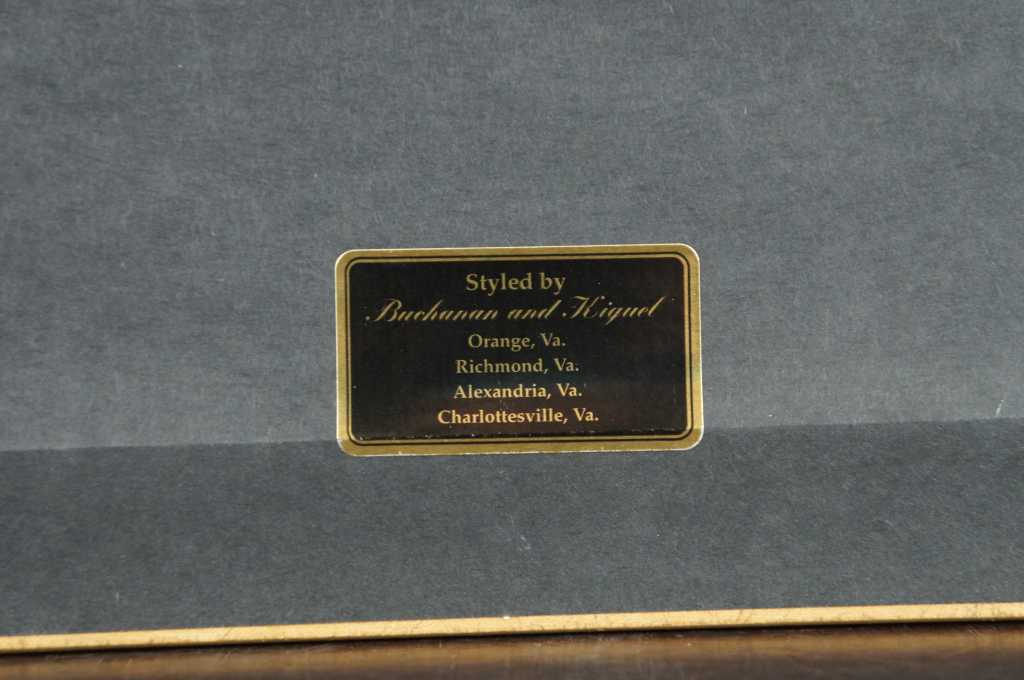 Styled by
Buchanan and Kiguel
Orange, Va.
Richmond, Va.
Alexandria, Va.
Charlottesville, Va.